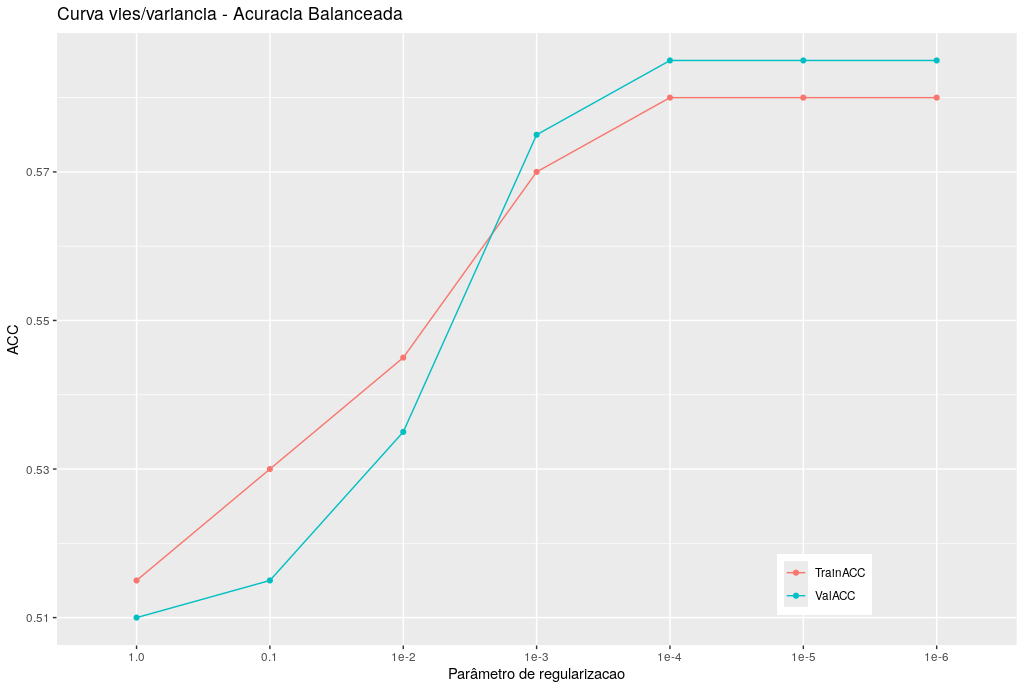 Curva vies/variancia - Acuracia Balanceada
ACC
0.57
0.55
0.53
0.51
TrainACC
ValACC
1.0 0.1 1e-2 1e-3 1e-4 1e-5 1e-6
Parâmetro de regularizacao